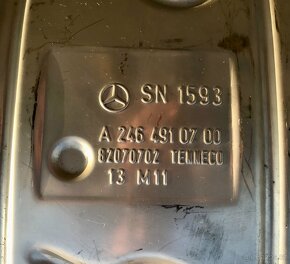 SN 1593
A 246 491 07 00
82070702 TENNECO
13 M11